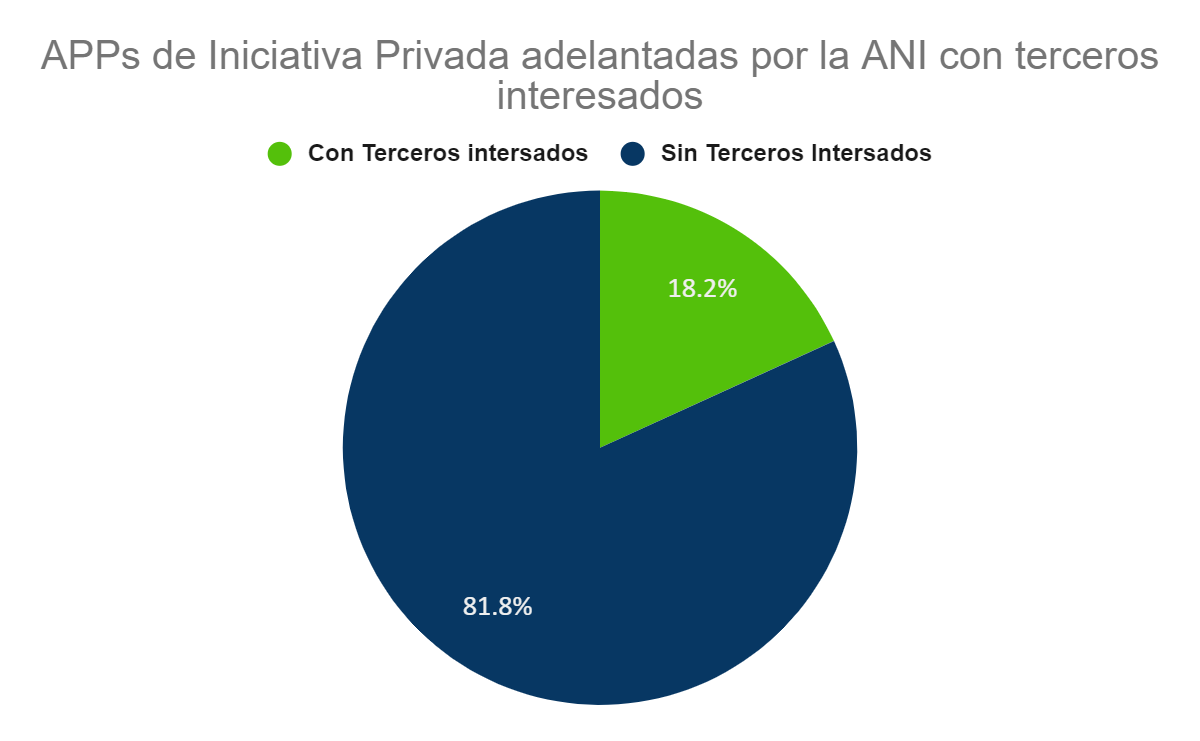 APPs de Iniciativa Privada adelantadas por la ANI con terceros
interesados
Con Terceros intersados Sin Terceros Intersados
18.2%
81.8%